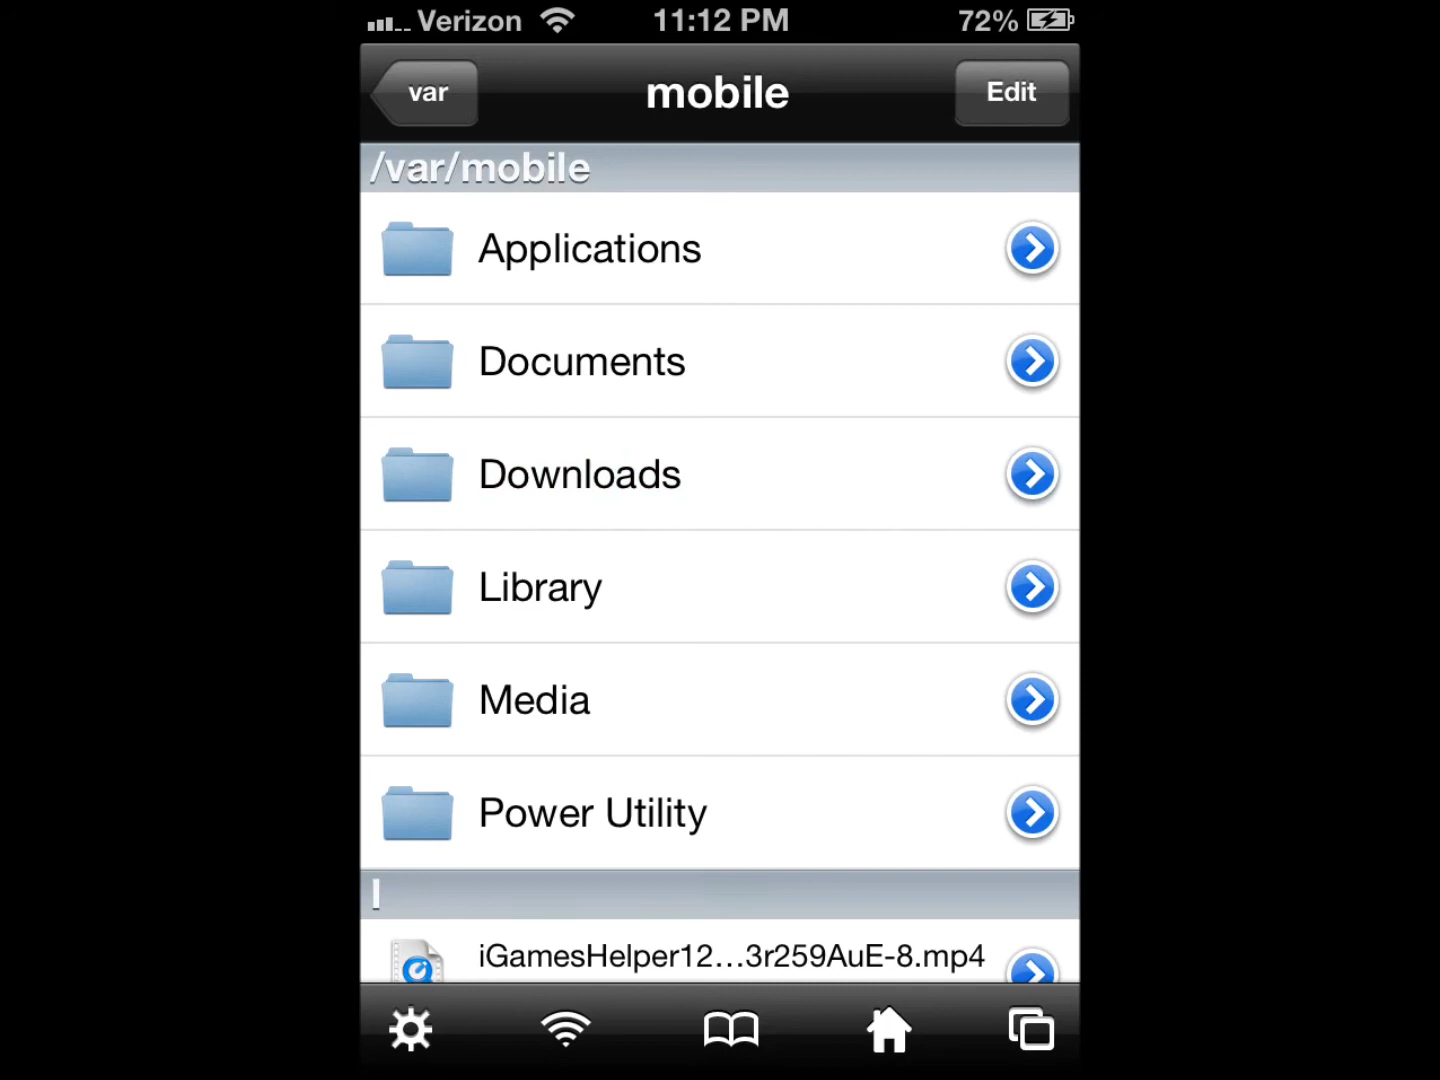 Verizon 11:12 PM 72%
var mobile Edit
/var/mobile
Applications
Documents
Downloads
Library
Media
Power Utility
I
iGamesHelper12...3r259AuE-8.mp4